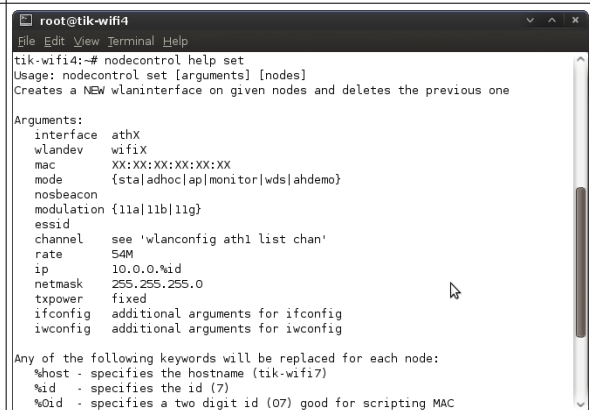 root@tik-wifi4
File Edit View Terminal Help
tik-wifi4:~# nodecontrol help set
Usage: nodecontrol set [arguments] [nodes]
Creates a NEW wlaninterface on given nodes and deletes the previous one
Arguments:
interface athX
wlandev wifiX
mac XX:XX:XX:XX:XX:XX
mode {sta|adhoc|ap|monitor|wds|ahdemo}
nosbeacon
modulation {11a|11b|11g}
essid
channel see 'wlanconfig ath1 list chan'
rate 54M
ip 10.0.0.%id
netmask 255.255.255.0
txpower fixed
ifconfig additional arguments for ifconfig
iwconfig additional arguments for iwconfig
Any of the following keywords will be replaced for each node:
%host - specifies the hostname (tik-wifi7)
%id - specifies the id (7)
%0id - specifies a two digit id (07) good for scripting MAC